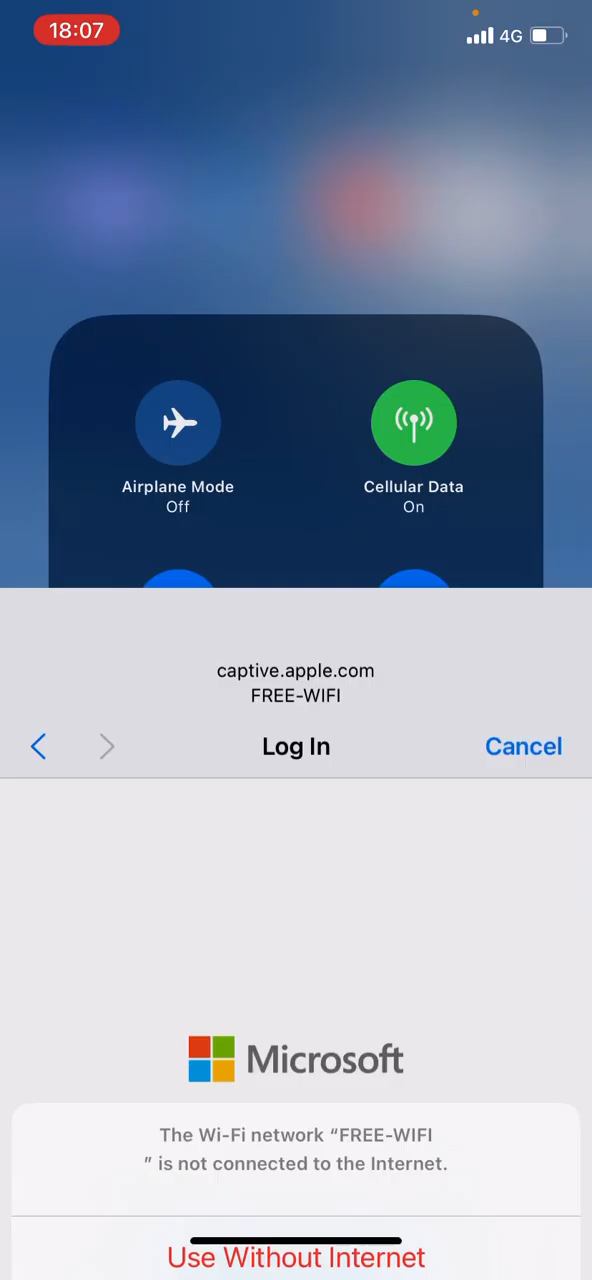 18:07
4G
Airplane Mode
Off
Cellular Data
On
captive.apple.com
FREE-WIFI
Log In
Cancel
Microsoft
The Wi-Fi network “FREE-WIFI
” is not connected to the Internet.
Use Without Internet